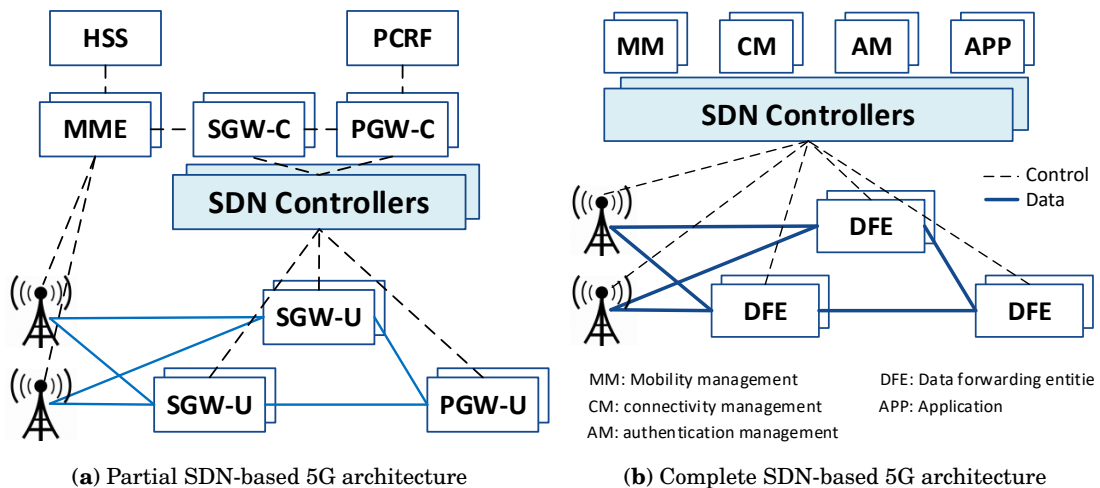 HSS
PCRF
MME
SGW-C
PGW-C
SDN Controllers
SGW-U
SGW-U
PGW-U
(a) Partial SDN-based 5G architecture
MM
CM
AM
APP
SDN Controllers
Control
Data
DFE
DFE
DFE
MM: Mobility management
DFE: Data forwarding entitie
CM: connectivity management
APP: Application
AM: authentication management
(b) Complete SDN-based 5G architecture